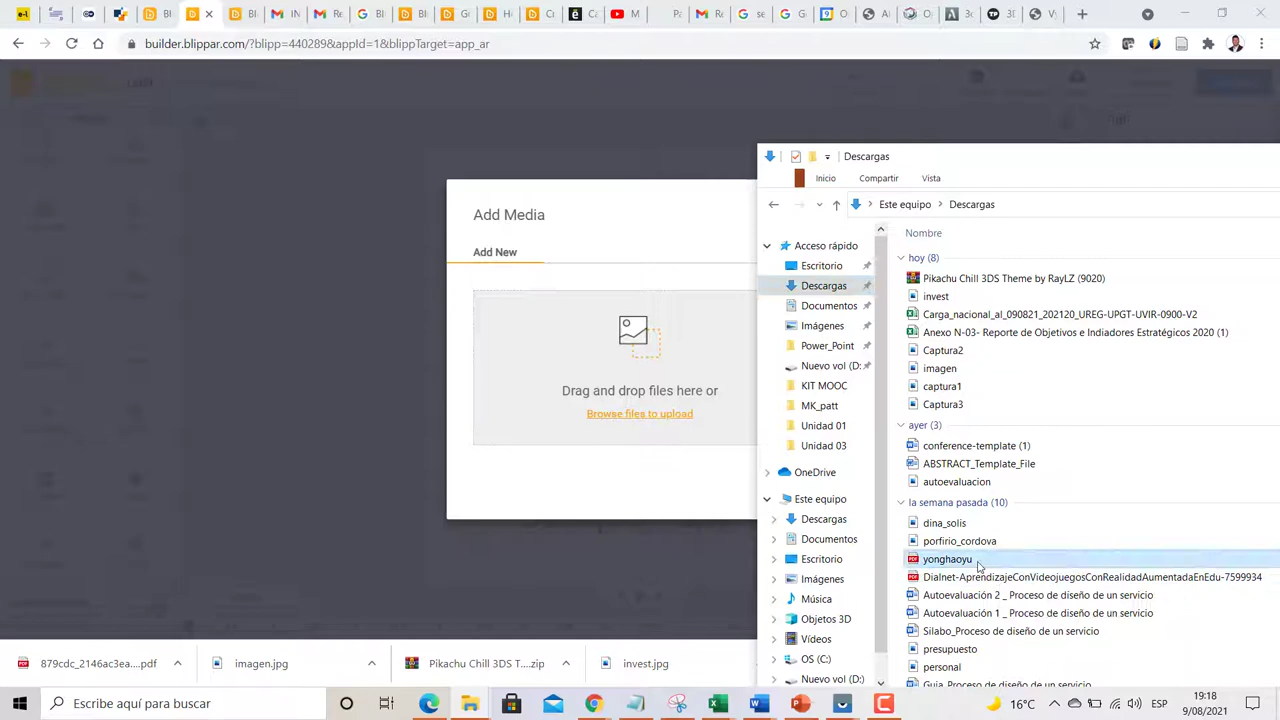 builder.blippar.com/?blipp=440289&appId=1&blippTarget=app_ar
Add Media
Add New
Drag and drop files here or
Browse files to upload
Descargas
Inicio Compartir Vista
Este equipo Descargas
Nombre
Acceso rápido
Escritorio
Descargas
Documentos
Imágenes
Power_Point
Nuevo vol (D:
KIT MOOC
MK_patt
Unidad 01
Unidad 03
OneDrive
Este equipo
Descargas
Documentos
Escritorio
Imágenes
Música
Objetos 3D
Vídeos
OS (C:)
Nuevo vol (D:)
hoy (8)
Pikachu Chill 3DS Theme by RayLZ (9020)
invest
Carga_nacional_al_090821_202120_UREG-UPGT-UVIR-0900-V2
Anexo N-03- Reporte de Objetivos e Indiadores Estratégicos 2020 (1)
Captura2
imagen
captura1
Captura3
ayer (3)
conference-template (1)
ABSTRACT_Template_File
autoevaluacion
la semana pasada (10)
dina_solis
porfirio_cordova
yonghaoyu
Dialnet-AprendizajeConVideojuegosConRealidadAumentadaEnEdu-7599934
Autoevaluación 2 _ Proceso de diseño de un servicio
Autoevaluación 1 _ Proceso de diseño de un servicio
Silabo_Proceso de diseño de un servicio
presupuesto
personal
Guia_Proceso de diseño de un servicio
879cdc_2146ac3ea....pdf
imagen.jpg
Pikachu Chill 3DS T....zip
invest.jpg
Escribe aquí para buscar
16°C
ESP
19:18
9/08/2021